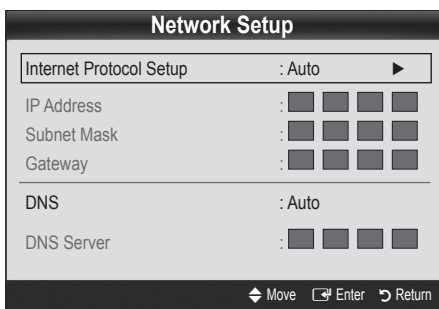 Network Setup
Internet Protocol Setup : Auto ►
IP Address :
Subnet Mask :
Gateway :
DNS : Auto
DNS Server :
Move Enter Return